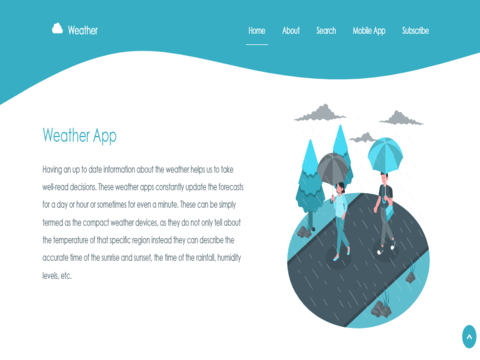 Weather
Home About Search Mobile App Subscribe
Weather App
Having an up to date information about the weather helps us to take
well-read decisions. These weather apps constantly update the forecasts
for a day or hour or sometimes for even a minute. These can be simply
termed as the compact weather devices, as they do not only tell about
the temperature of that specific region instead they can describe the
accurate time of the sunrise and sunset, the time of the rainfall, humidity
levels, etc.